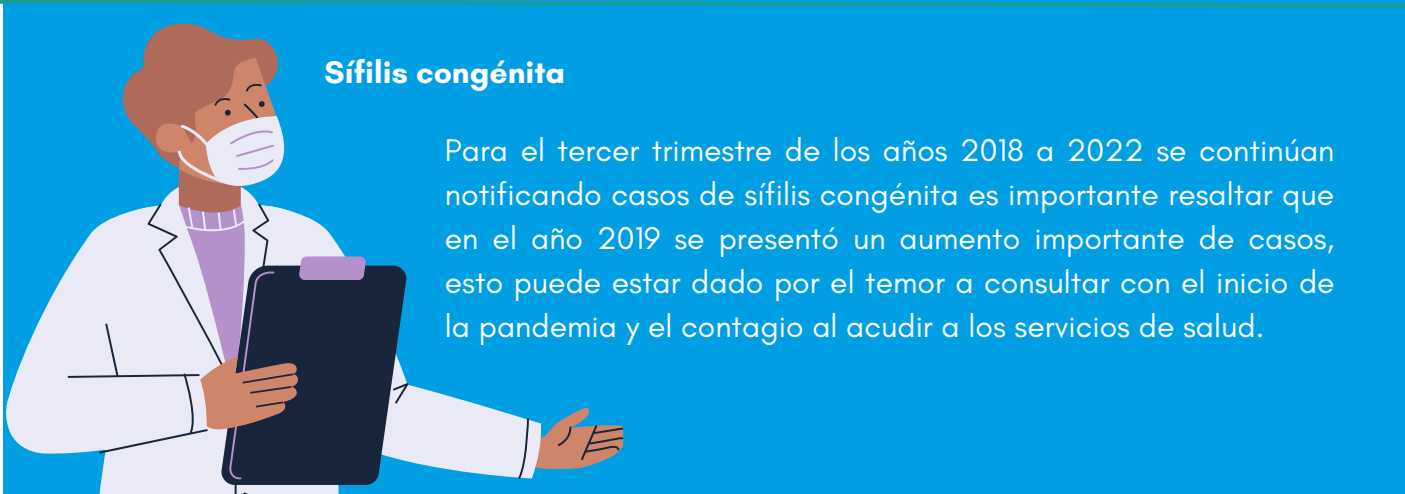 Sífilis congénita
Para el tercer trimestre de los años 2018 a 2022 se continúan
notificando casos de sífilis congénita es importante resaltar que
en el año 2019 se presentó un aumento importante de casos,
esto puede estar dado por el temor a consultar con el inicio de
la pandemia y el contagio al acudir a los servicios de salud.